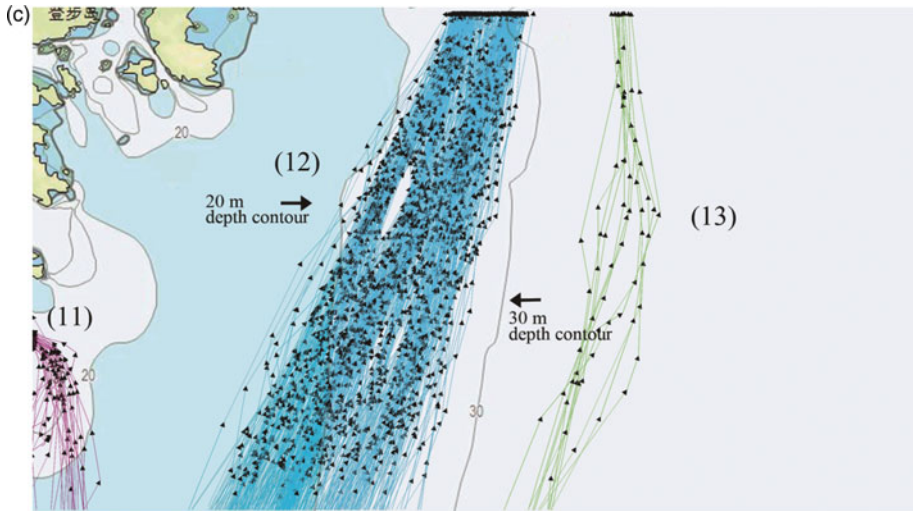 (c)
登步岛
20
(12)
20 m
depth contour
(13)
(11)
30 m
depth contour
20
30